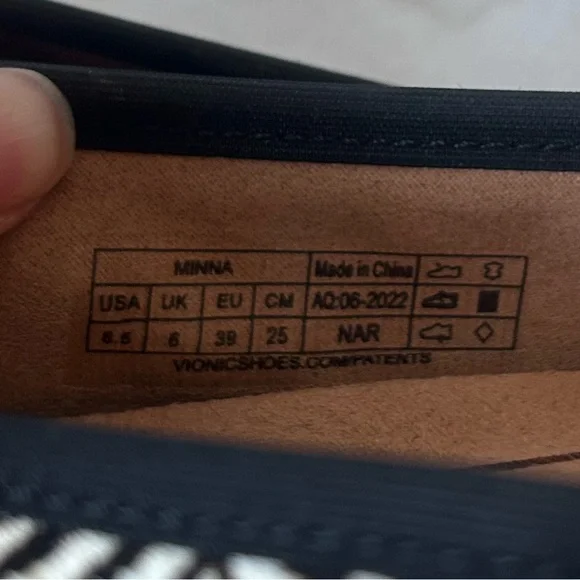 MINNA Made in China
USA UK EU CM AQ:06-2022
8.5 6 39 25 NAR
VIONICSHOES.COM/PATENTS